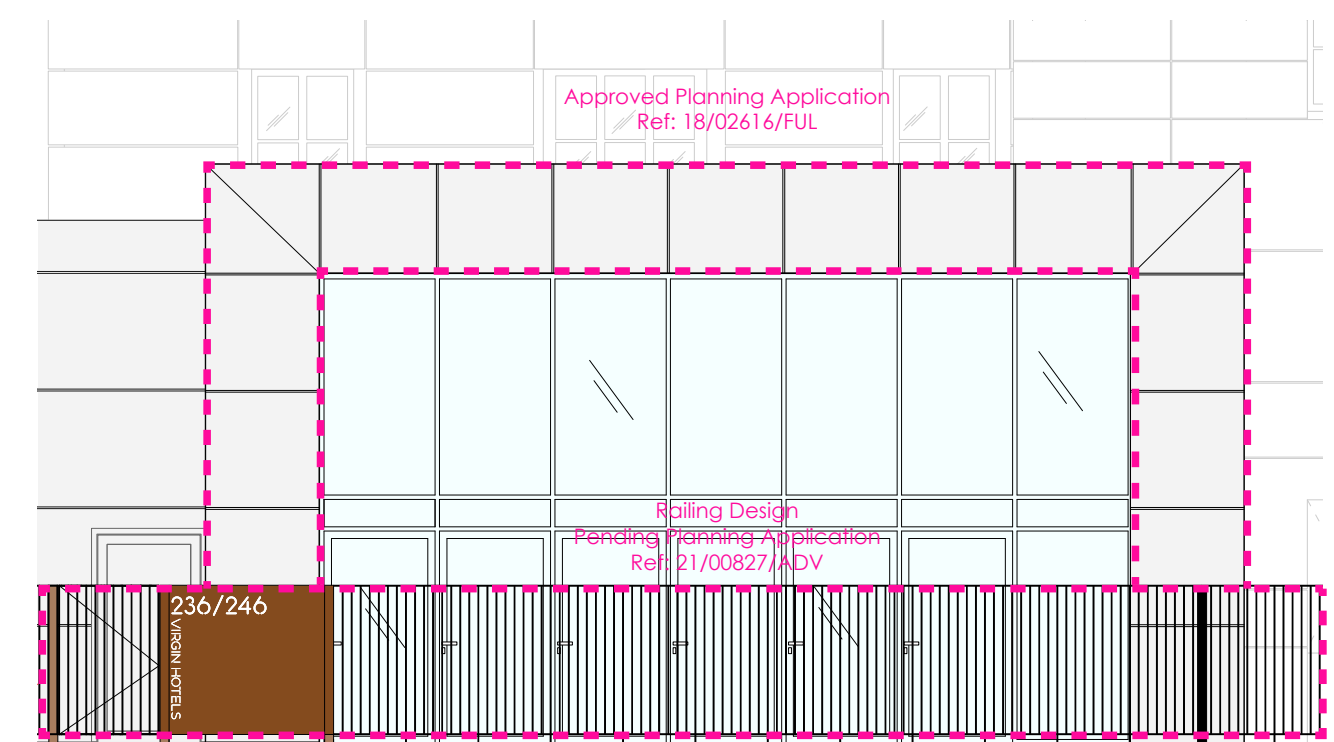 Approved Planning Application
Ref: 18/02616/FUL
Railing Design
Pending Planning Application
Ref: 21/00827/ADV
236/246
VIRGIN HOTELS